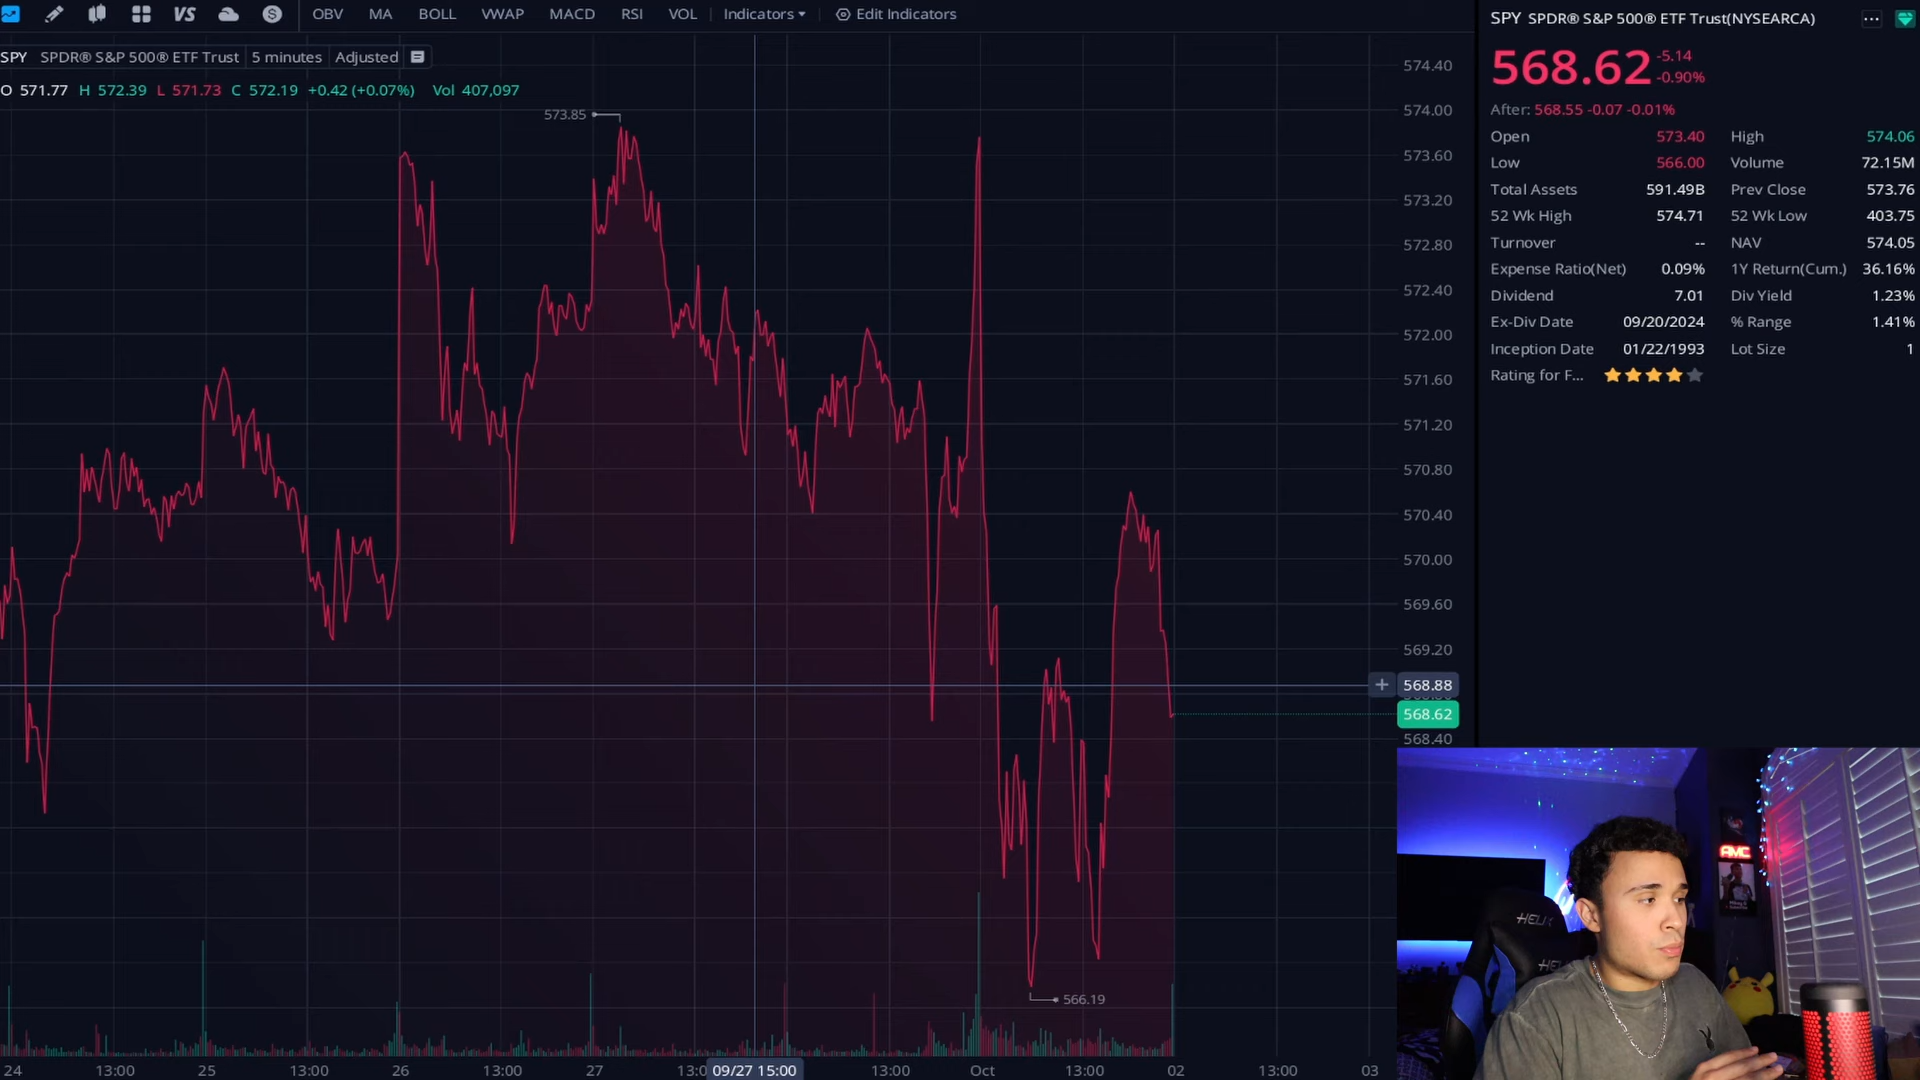 VS OBV MA BOLL VWAP MACD RSI VOL Indicators Edit Indicators
SPY SPDR® S&P 500® ETF Trust 5 minutes Adjusted
O 571.77 H 572.39 L 571.73 C 572.19 +0.42 (+0.07%) Vol 407,097
573.85
566.19
574.40
574.00
573.60
573.20
572.80
572.40
572.00
571.60
571.20
570.80
570.40
570.00
569.60
569.20
568.88
568.62
568.40
24 13:00 25 13:00 26 13:00 27 13:0 09/27 15:00 13:00 Oct 13:00 02 13:00 03
SPY SPDR® S&P 500® ETF Trust(NYSEARCA)
568.62 -5.14
-0.90%
After: 568.55 -0.07 -0.01%
Open 573.40 High 574.06
Low 566.00 Volume 72.15M
Total Assets 591.49B Prev Close 573.76
52 Wk High 574.71 52 Wk Low 403.75
Turnover -- NAV 574.05
Expense Ratio(Net) 0.09% 1Y Return(Cum.) 36.16%
Dividend 7.01 Div Yield 1.23%
Ex-Div Date 09/20/2024 % Range 1.41%
Inception Date 01/22/1993 Lot Size 1
Rating for F...
AMC